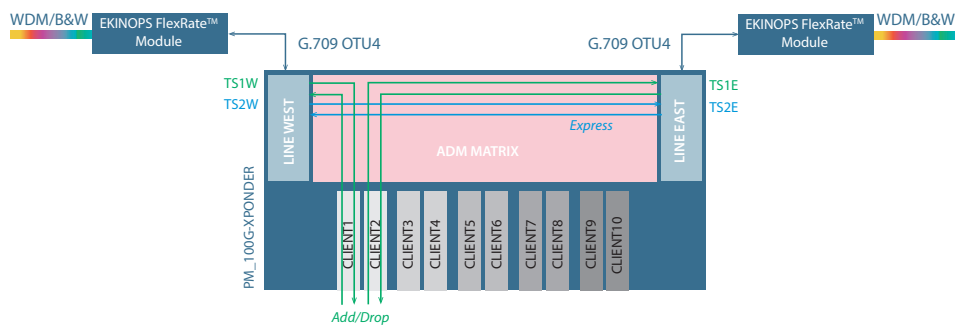 WDM/B&W
EKINOPS FlexRate™
Module
G.709 OTU4
G.709 OTU4
EKINOPS FlexRate™
Module
WDM/B&W
TS1W
TS2W
LINE WEST
TS1E
TS2E
LINE EAST
Express
ADM MATRIX
PM_100G-XPONDER
CLIENT1
CLIENT2
CLIENT3
CLIENT4
CLIENT5
CLIENT6
CLIENT7
CLIENT8
CLIENT9
CLIENT10
Add/Drop